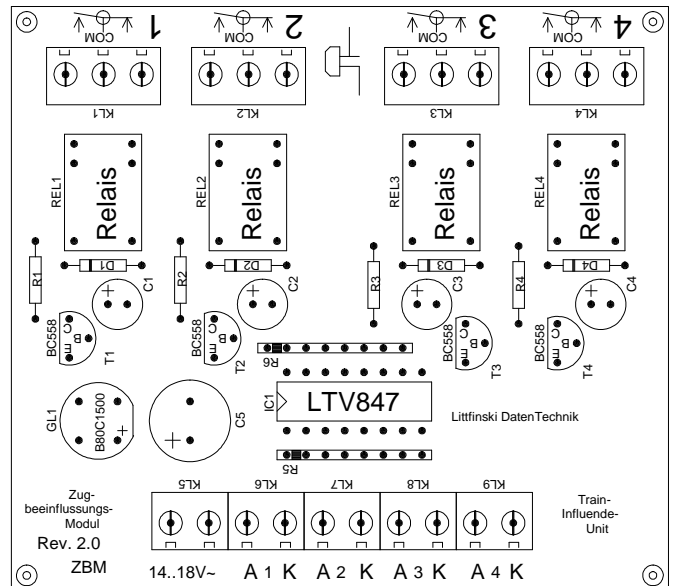 1 2 3 4
COM COM COM COM
KL1 KL2 KL3 KL4
REL1 Relais REL2 Relais REL3 Relais REL4 Relais
R1 D1 C1 R2 D2 C2 R3 D3 C3 R4 D4 C4
BC558 C B E T1 BC558 C B E T2 BC558 C B E T3 BC558 C B E T4
R6
GL1 B80C1500 + + C5 IC1 LTV847 Littfinski DatenTechnik
R5
KL5 KL6 KL7 KL8 KL9
Zug-
beeinflussungs-
Modul
Rev. 2.0
ZBM
Train-
Influende-
Unit
14..18V~ A 1 K A 2 K A 3 K A 4 K